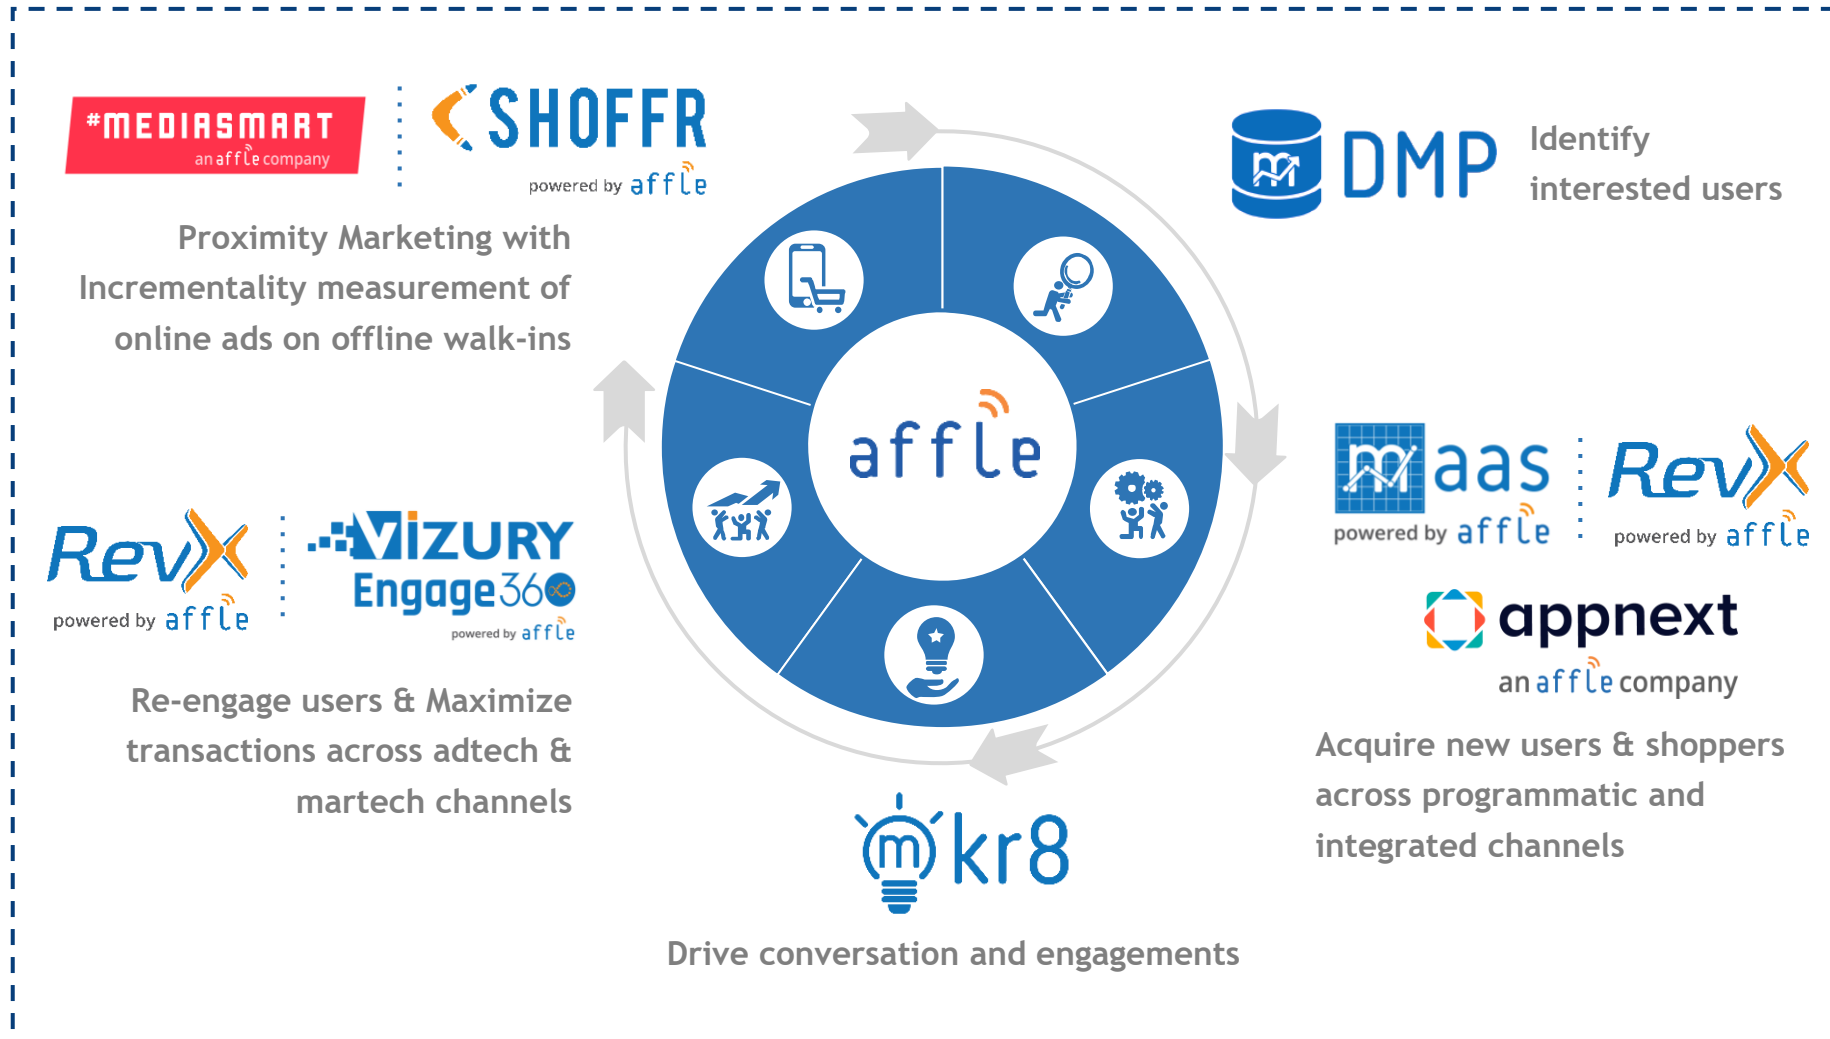 #MEDIASMART
an affle company
SHOFFR
powered by affle
Proximity Marketing with
Incrementality measurement of
online ads on offline walk-ins
m DMP
Identify
interested users
affle
maas
powered by affle
RevX
powered by affle
appnext
an affle company
Acquire new users & shoppers
across programmatic and
integrated channels
m kr8
Drive conversation and engagements
RevX
powered by affle
VIZURY
Engage360
powered by affle
Re-engage users & Maximize
transactions across adtech &
martech channels